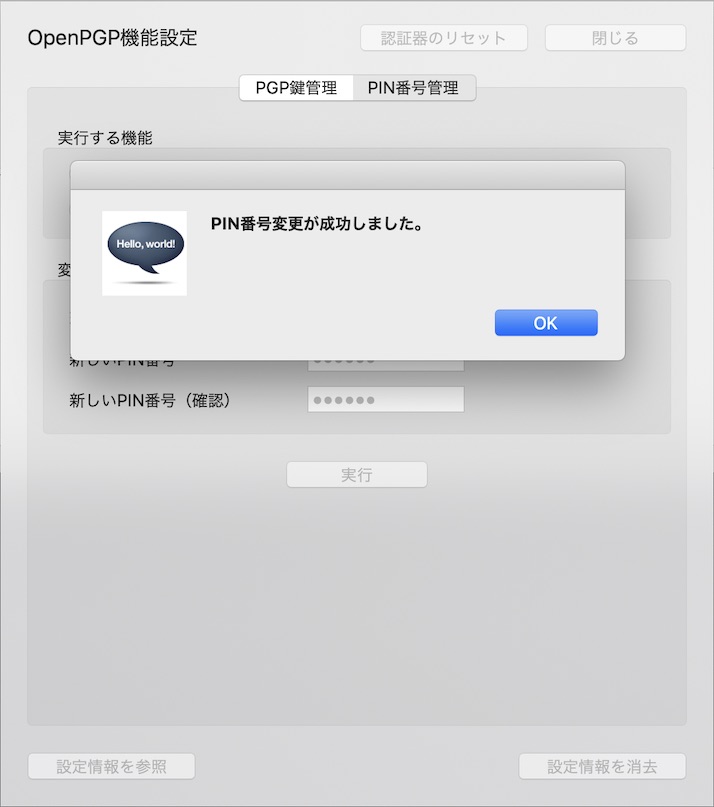 OpenPGP機能設定
認証器のリセット
閉じる
PGP鍵管理
PIN番号管理
実行する機能
Hello, world!
PIN番号変更が成功しました。
OK
変
新しいPIN番号
新しいPIN番号（確認）
実行
設定情報を参照
設定情報を消去